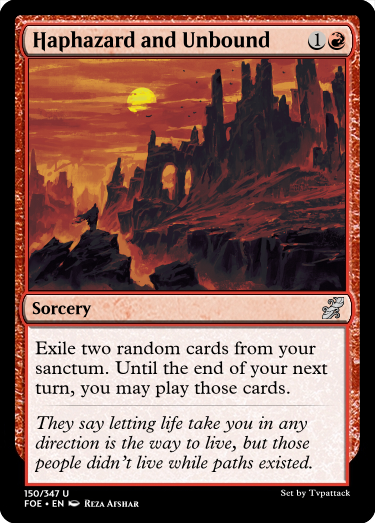 Haphazard and Unbound
1
Sorcery
Exile two random cards from your
sanctum. Until the end of your next
turn, you may play those cards.
They say letting life take you in any
direction is the way to live, but those
people didn't live while paths existed.
150/347 U
FOE • EN Reza Afshar
Set by Tvpattack